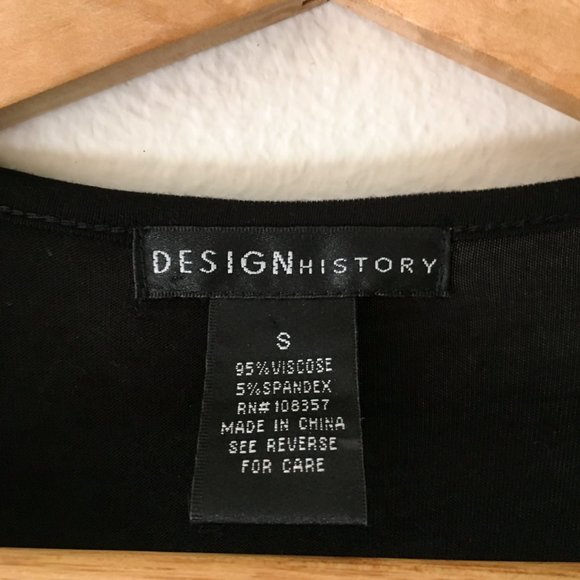 DESIGNHISTORY
S
95%VISCOSE
5%SPANDEX
RN#108357
MADE IN CHINA
SEE REVERSE
FOR CARE